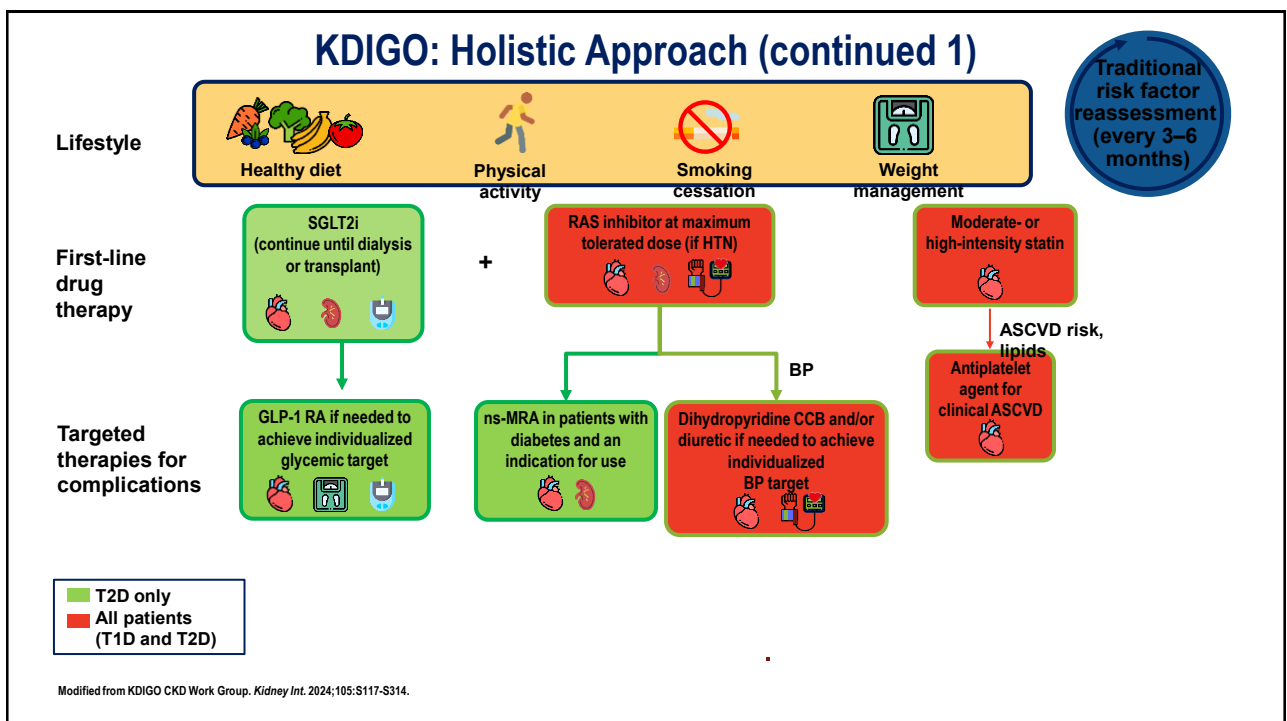 KDIGO: Holistic Approach (continued 1)
Traditional
risk factor
reassessment
(every 3–6
months)
Lifestyle
Healthy diet
Physical
activity
Smoking
cessation
Weight
management
First-line
drug
therapy
SGLT2i
(continue until dialysis
or transplant)
+
RAS inhibitor at maximum
tolerated dose (if HTN)
Moderate- or
high-intensity statin
ASCVD risk,
lipids
BP
Targeted
therapies for
complications
GLP-1 RA if needed to
achieve individualized
glycemic target
ns-MRA in patients with
diabetes and an
indication for use
Dihydropyridine CCB and/or
diuretic if needed to achieve
individualized
BP target
Antiplatelet
agent for
clinical ASCVD
T2D only
All patients
(T1D and T2D)
Modified from KDIGO CKD Work Group. Kidney Int. 2024;105:S117-S314.